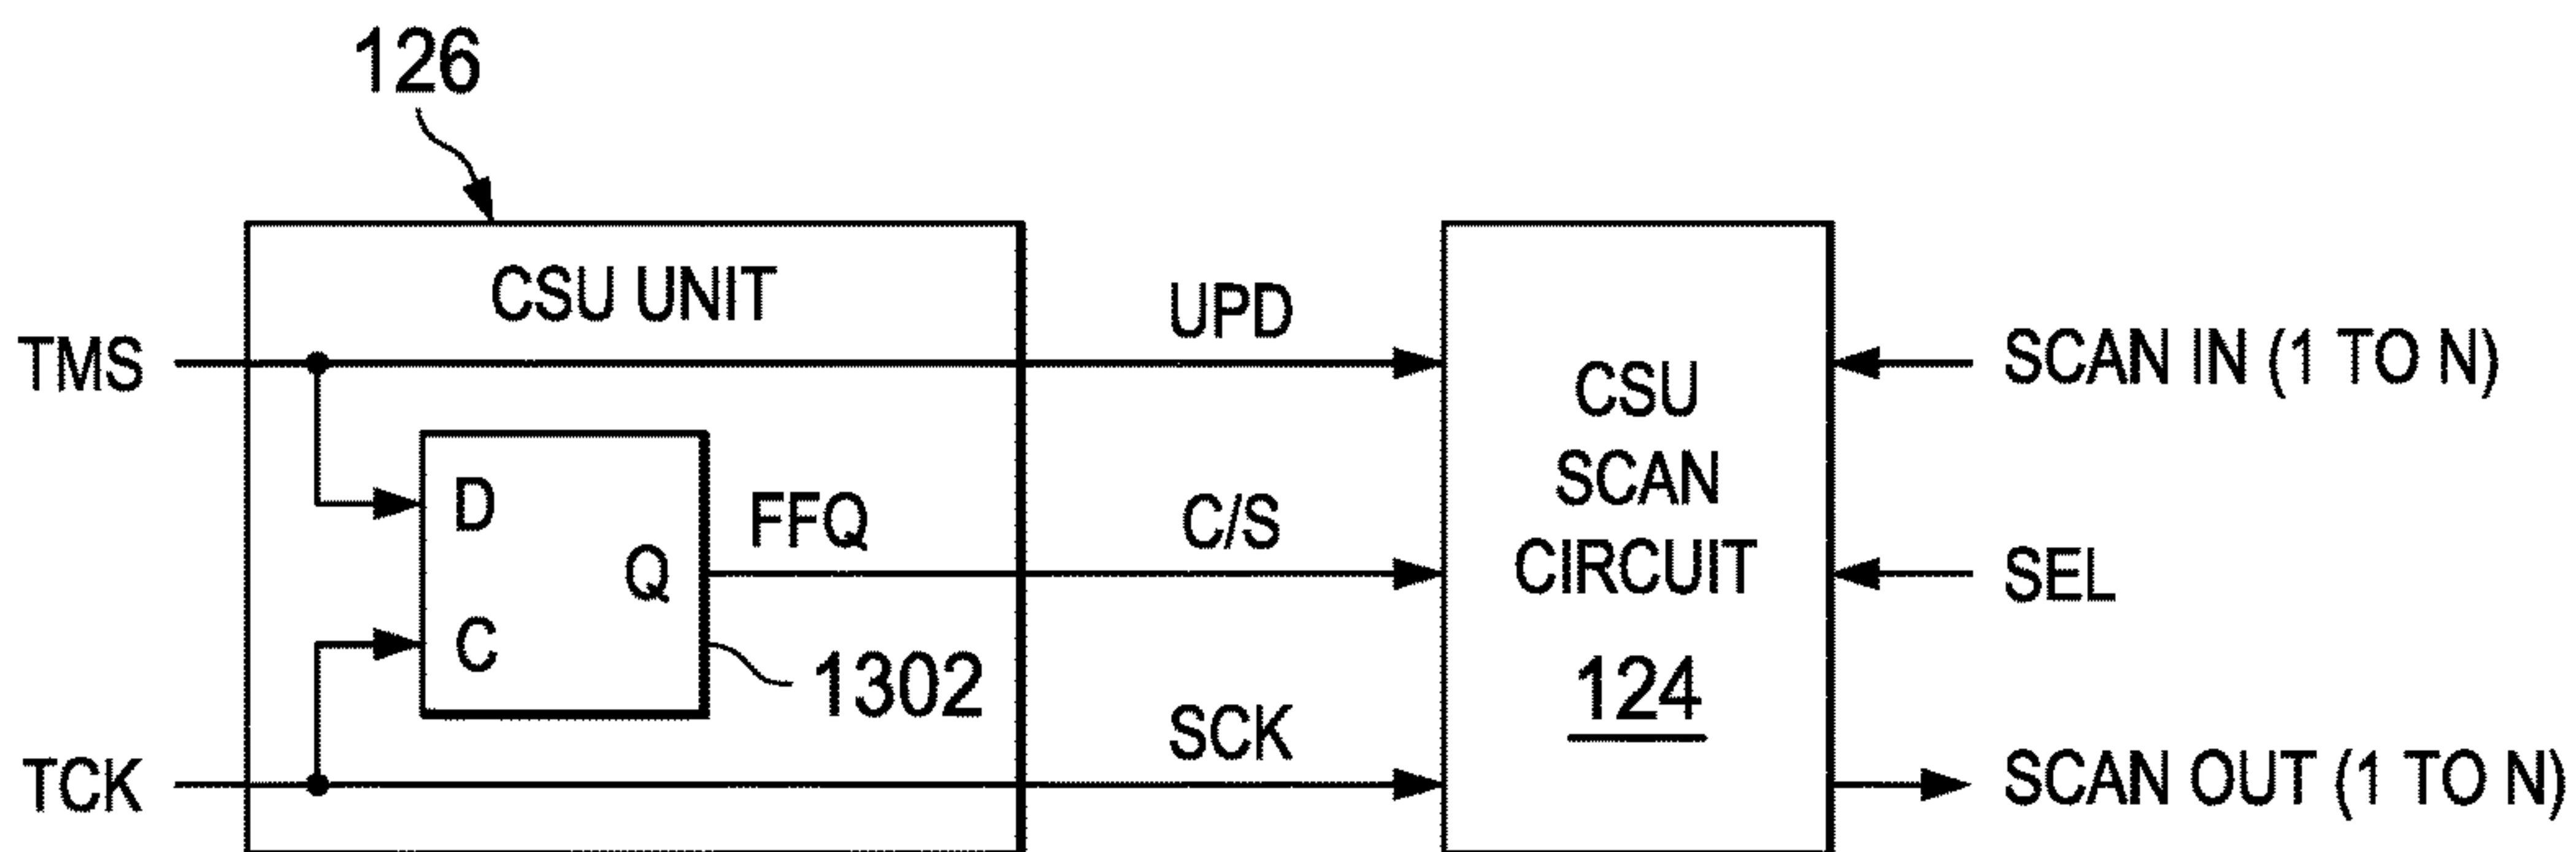 126
CSU UNIT
TMS
UPD
SCAN IN (1 TO N)
D
Q
C
FFQ
1302
C/S
CSU
SCAN
CIRCUIT
124
SEL
TCK
SCK
SCAN OUT (1 TO N)